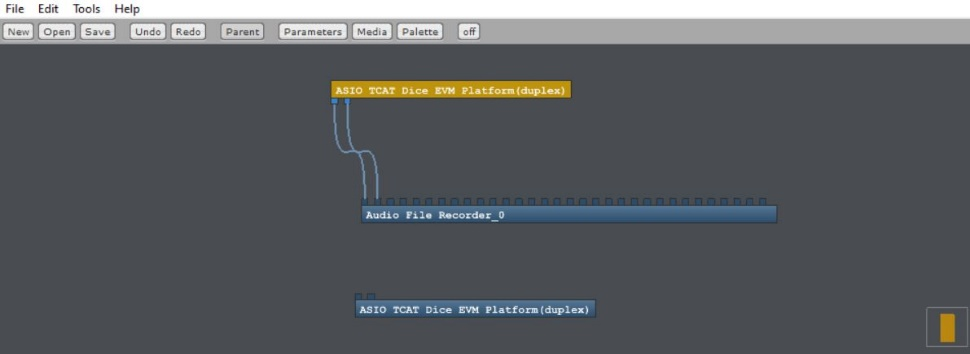 File Edit Tools Help
New Open Save Undo Redo Parent Parameters Media Palette off
ASIO TCAT Dice EVM Platform(duplex)
Audio File Recorder_0
ASIO TCAT Dice EVM Platform(duplex)